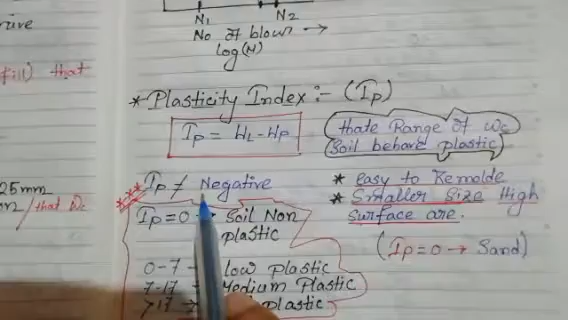 N1 N2
No of blows →
log(N)
rive
(fill) that
* Plasticity Index :- (Ip)
Ip = WL - Wp
thate Range of Wc
Soil behave plastic
25mm
that
*** Ip ≠ Negative
* easy to Remolde
* Smaller Size High
Surface are.
Ip = 0 → Soil Non
plastic
(Ip = 0 → Sand)
0-7 - low plastic
7-17 - Medium Plastic
>17 plastic